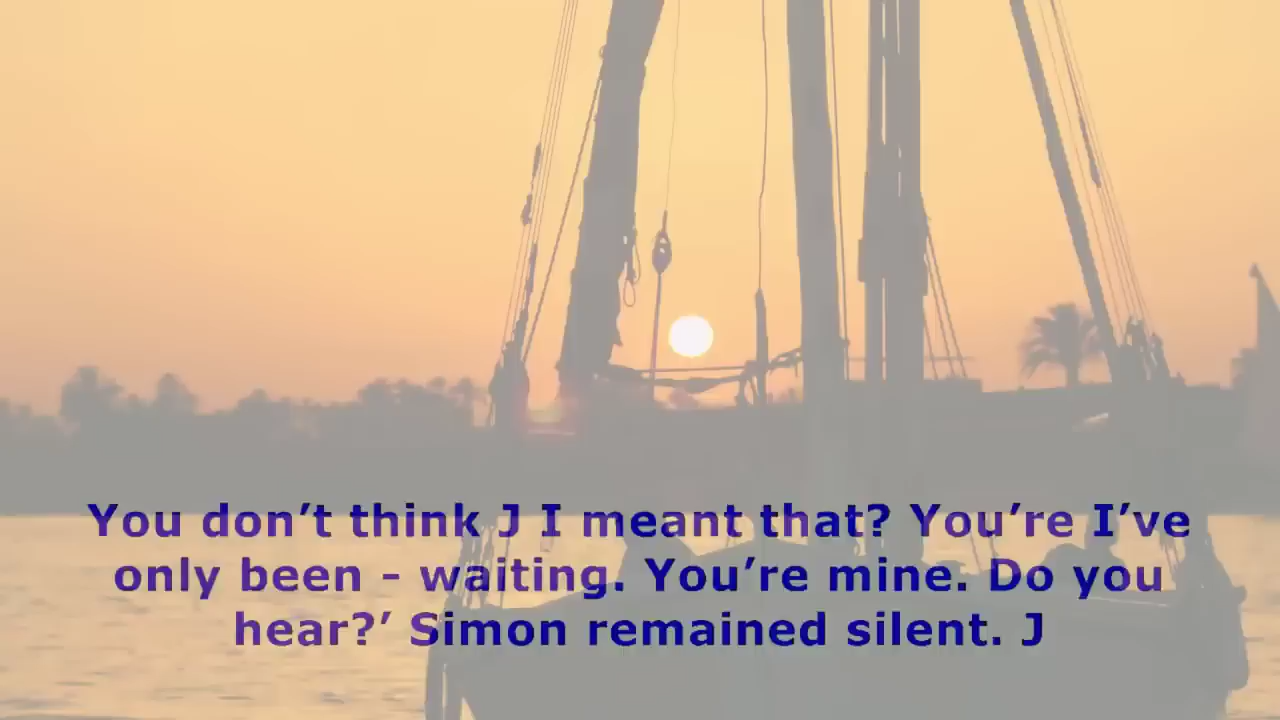 You don’t think J I meant that? You’re I’ve
only been - waiting. You’re mine. Do you
hear?’ Simon remained silent. J